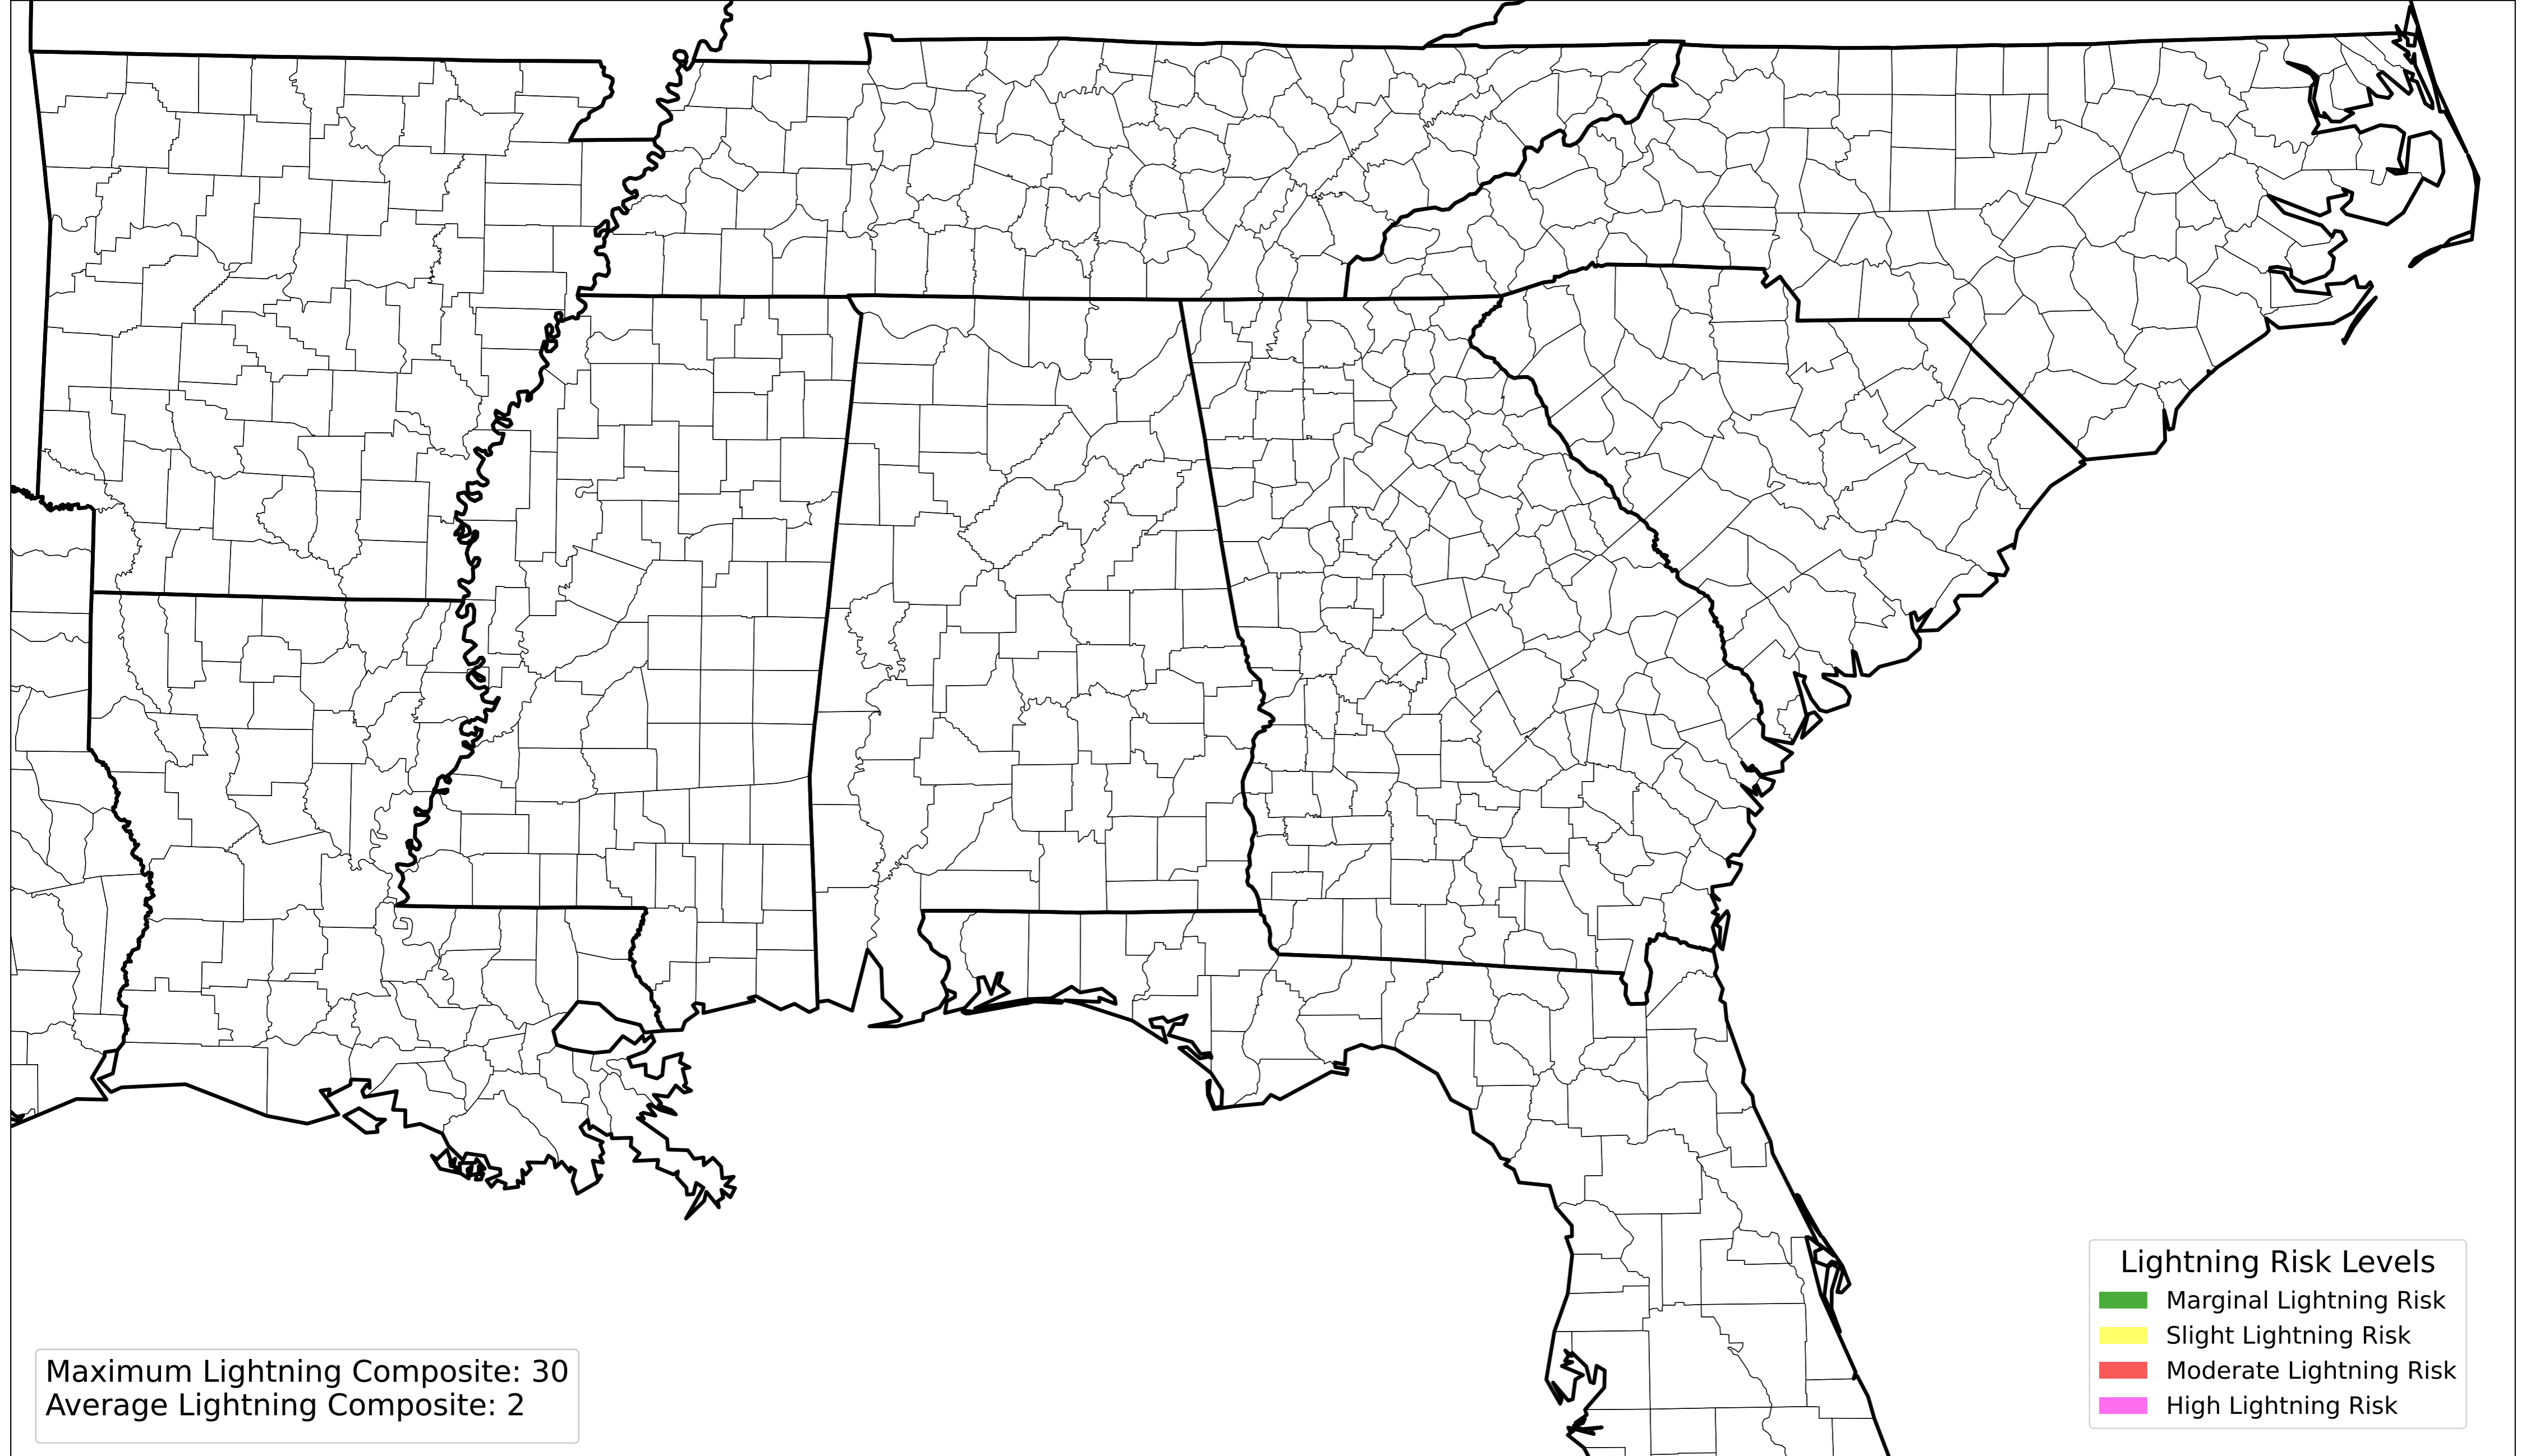 Lightning Risk Levels
Marginal Lightning Risk
Slight Lightning Risk
Moderate Lightning Risk
High Lightning Risk
Maximum Lightning Composite: 30
Average Lightning Composite: 2